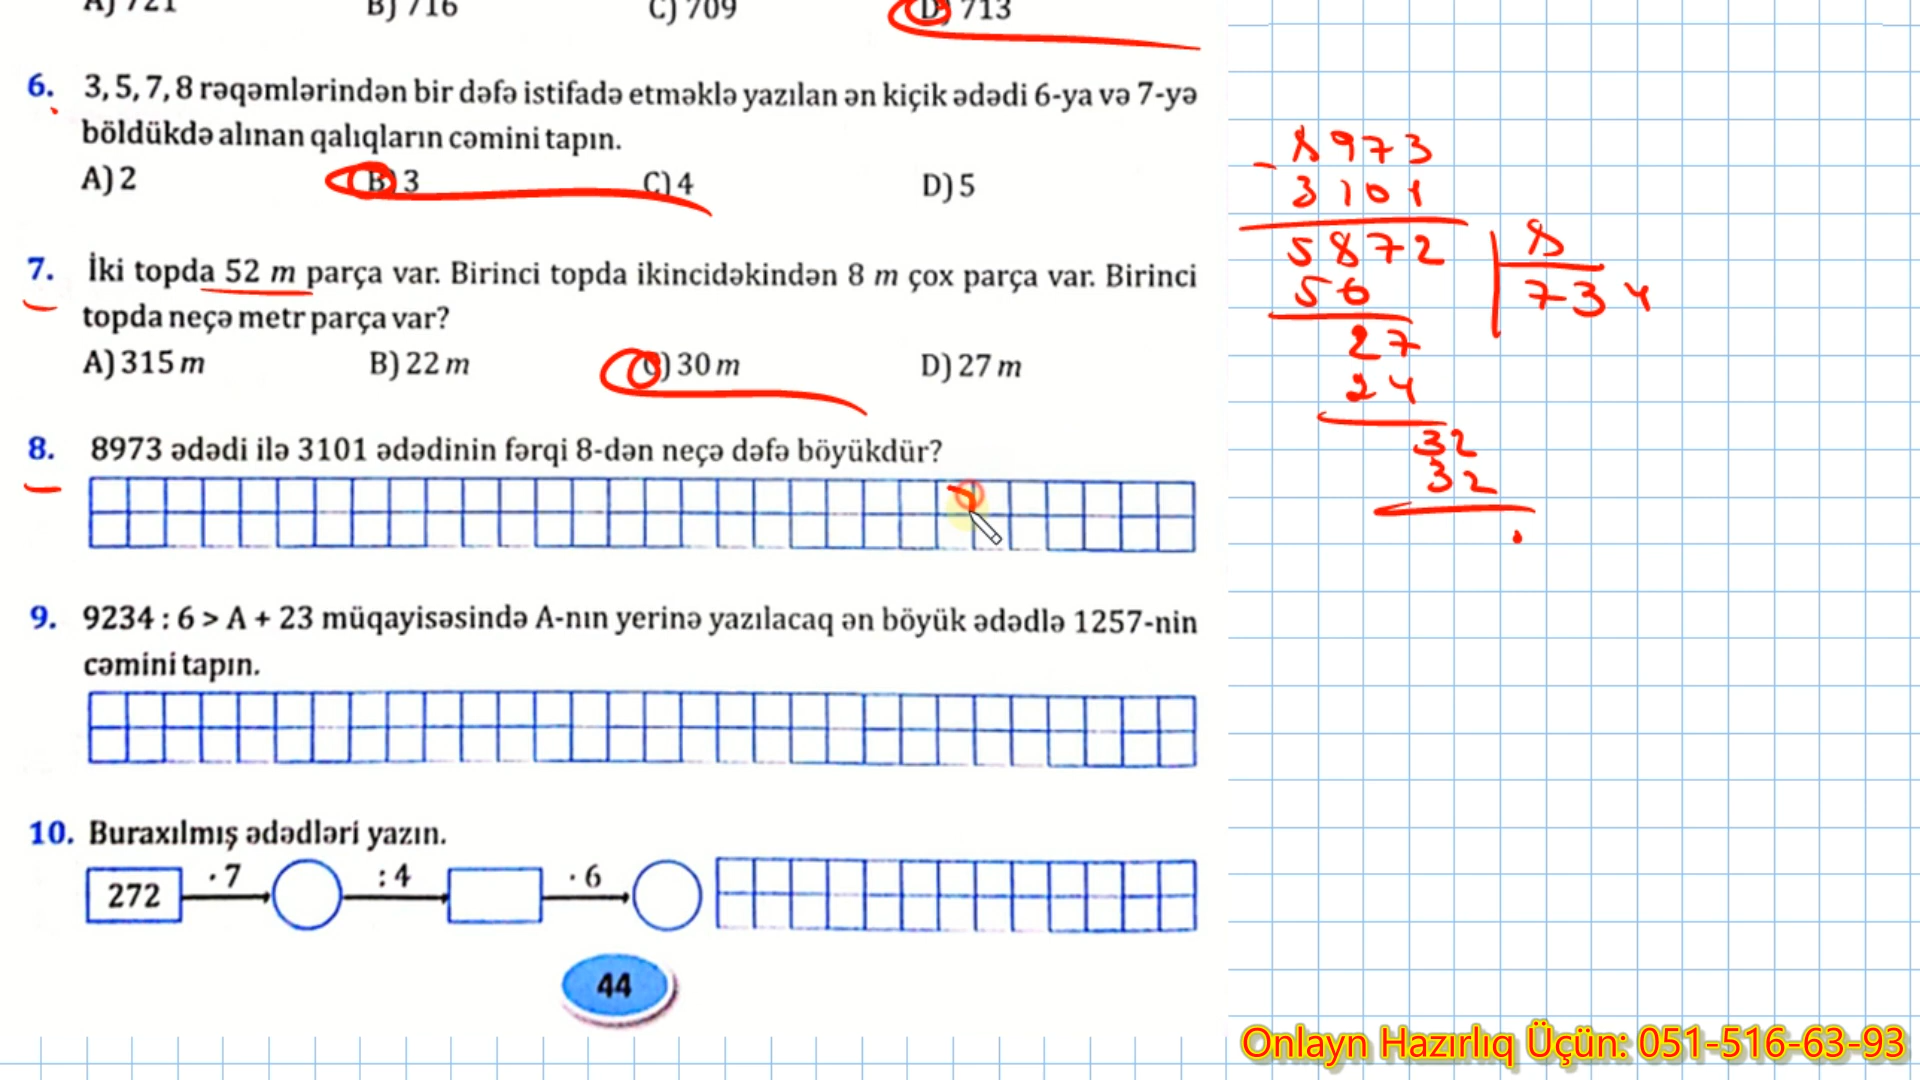 A) 721 B) 716 C) 709 D) 713
6. 3, 5, 7, 8 rəqəmlərindən bir dəfə istifadə etməklə yazılan ən kiçik ədədi 6-ya və 7-yə
böldükdə alınan qalıqların cəmini tapın.
A) 2 B) 3 C) 4 D) 5
7. İki topda 52 m parça var. Birinci topda ikincidəkindən 8 m çox parça var. Birinci
topda neçə metr parça var?
A) 315 m B) 22 m C) 30 m D) 27 m
8. 8973 ədədi ilə 3101 ədədinin fərqi 8-dən neçə dəfə böyükdür?
9. 9234 : 6 > A + 23 müqayisəsində A-nın yerinə yazılacaq ən böyük ədədlə 1257-nin
cəmini tapın.
10. Buraxılmış ədədləri yazın.
272 · 7 : 4 · 6
44
- 8973
3101
5872 8
56 734
27
24
32
32
Onlayn Hazırlıq Üçün: 051-516-63-93